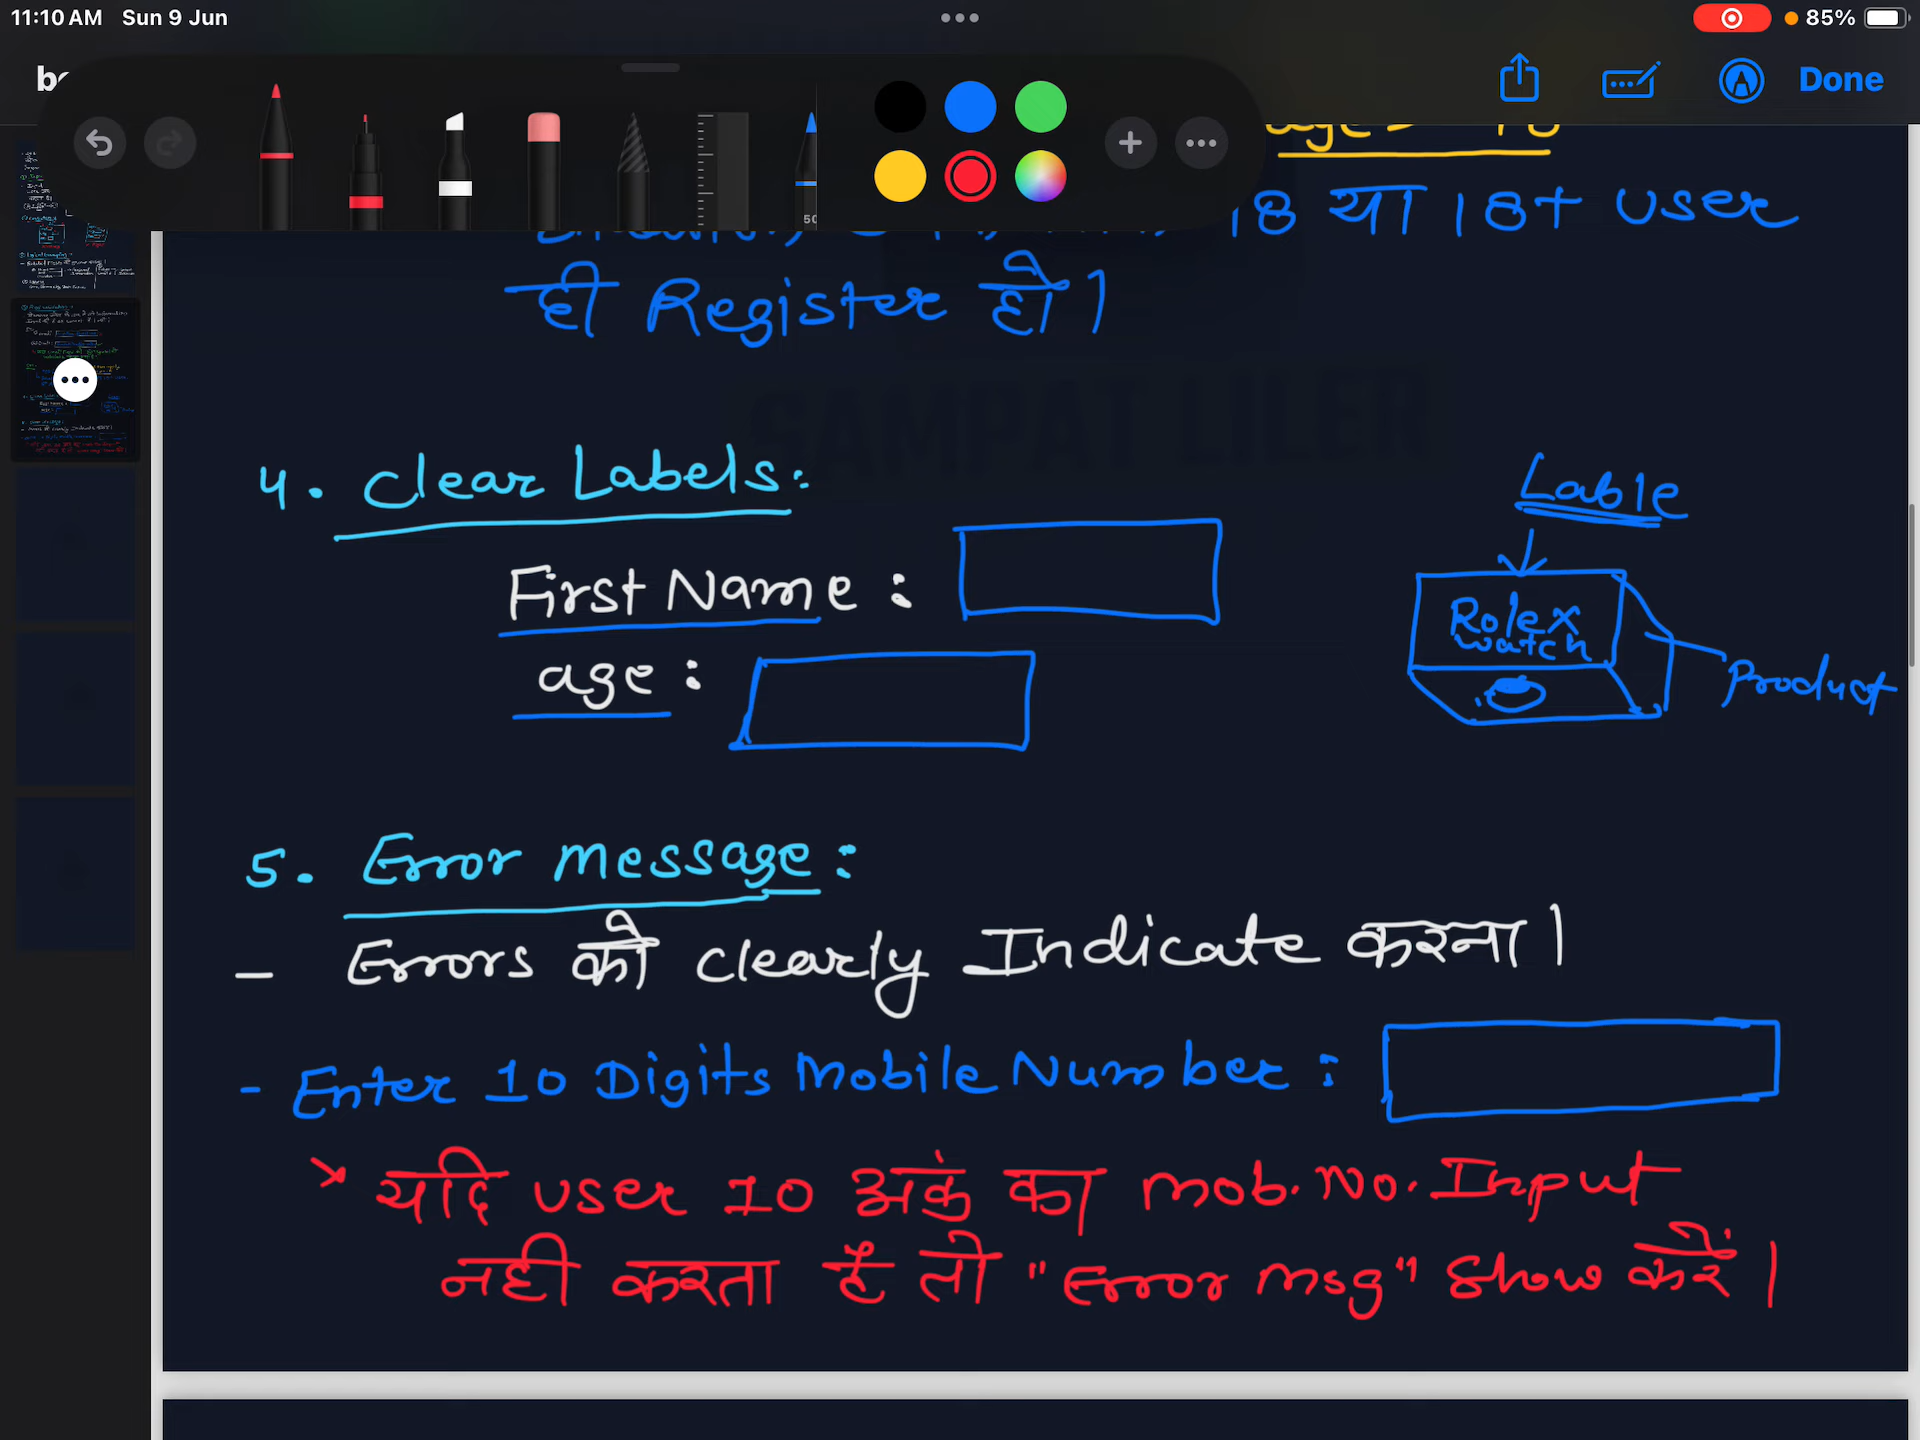 11:10 AM Sun 9 Jun
85%
Done
50
18 या 18+ user
ही Register हो।
4. Clear Labels:
Lable
First Name :
Rolex
watch
age :
Product
5. Error message :
- Errors को clearly Indicate करना।
- Enter 10 Digits Mobile Number :
यदि user 10 अकुं का mob. No. Input
नही करता है तो "Error msg" Show करें।